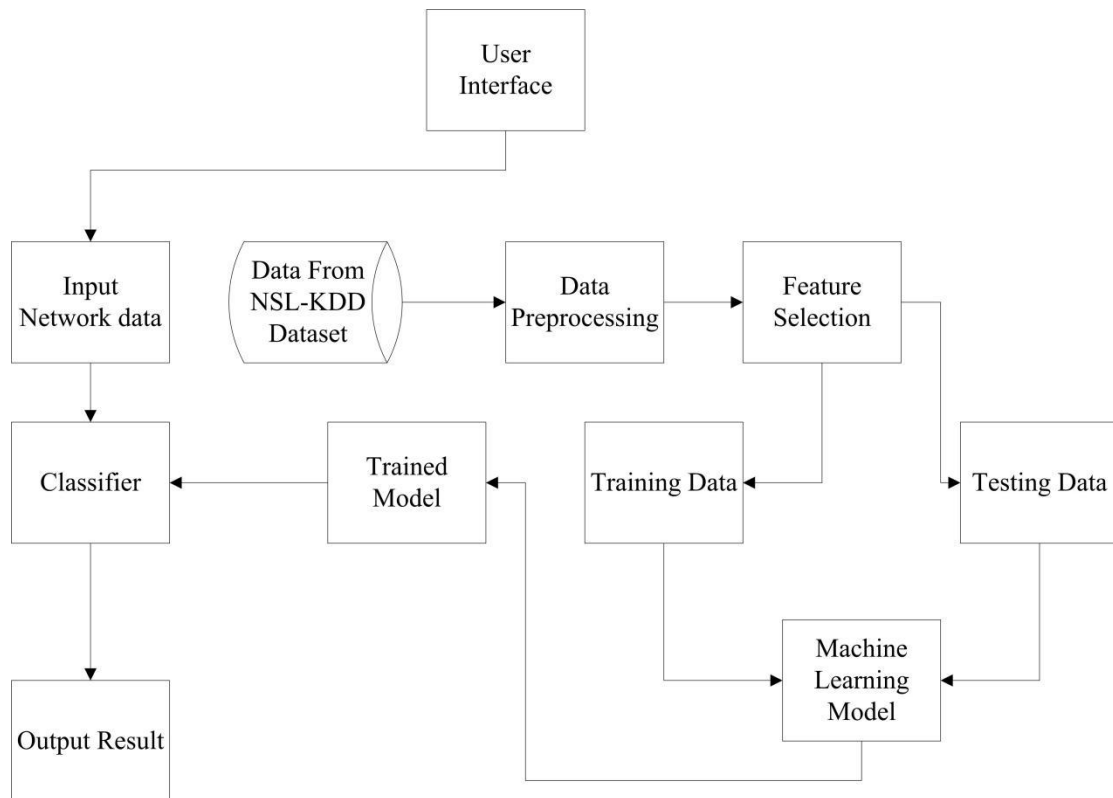 User
Interface
Input
Network data
Data From
NSL-KDD
Dataset
Data
Preprocessing
Feature
Selection
Classifier
Trained
Model
Training Data
Testing Data
Machine
Learning
Model
Output Result